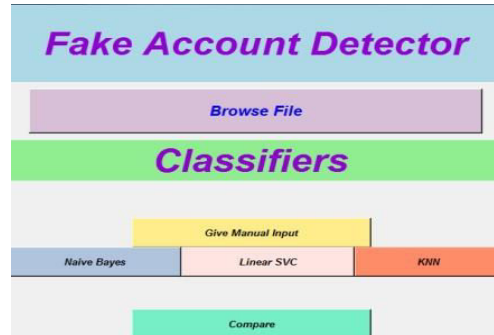 Fake Account Detector
Browse File
Classifiers
Give Manual Input
Naive Bayes Linear SVC KNN
Compare